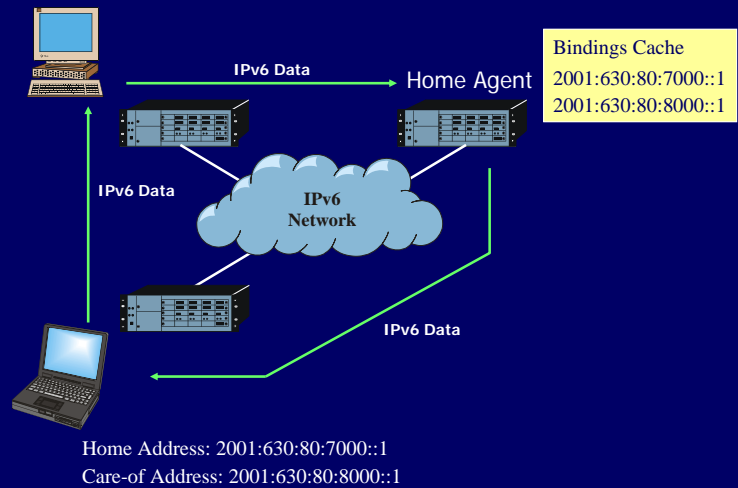 IPv6 Data
Home Agent
Bindings Cache
2001:630:80:7000::1
2001:630:80:8000::1
IPv6 Data
IPv6
Network
IPv6 Data
Home Address: 2001:630:80:7000::1
Care-of Address: 2001:630:80:8000::1